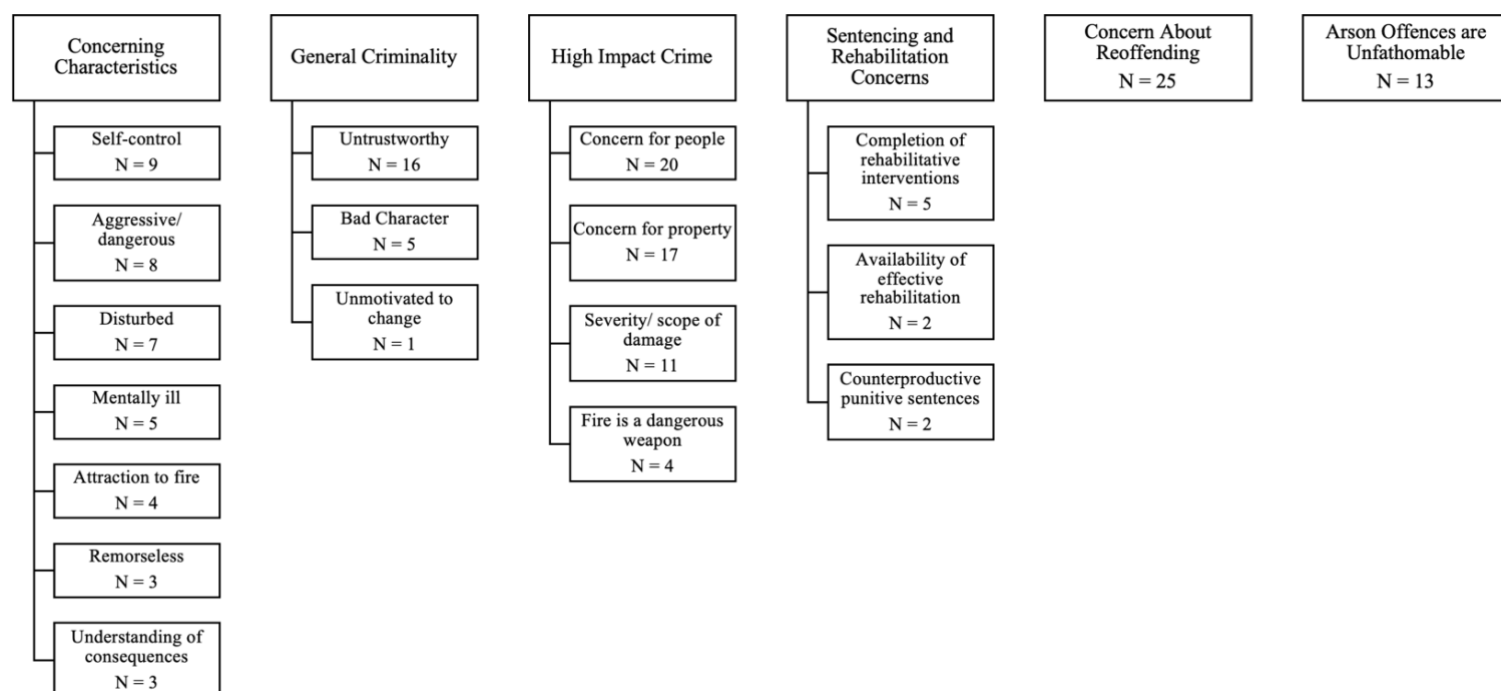 Concerning
Characteristics
Self-control
N = 9
Aggressive/
dangerous
N = 8
Disturbed
N = 7
Mentally ill
N = 5
Attraction to fire
N = 4
Remorseless
N = 3
Understanding of
consequences
N = 3
General Criminality
Untrustworthy
N = 16
Bad Character
N = 5
Unmotivated to
change
N = 1
High Impact Crime
Concern for people
N = 20
Concern for property
N = 17
Severity/ scope of
damage
N = 11
Fire is a dangerous
weapon
N = 4
Sentencing and
Rehabilitation
Concerns
Completion of
rehabilitative
interventions
N = 5
Availability of
effective
rehabilitation
N = 2
Counterproductive
punitive sentences
N = 2
Concern About
Reoffending
N = 25
Arson Offences are
Unfathomable
N = 13